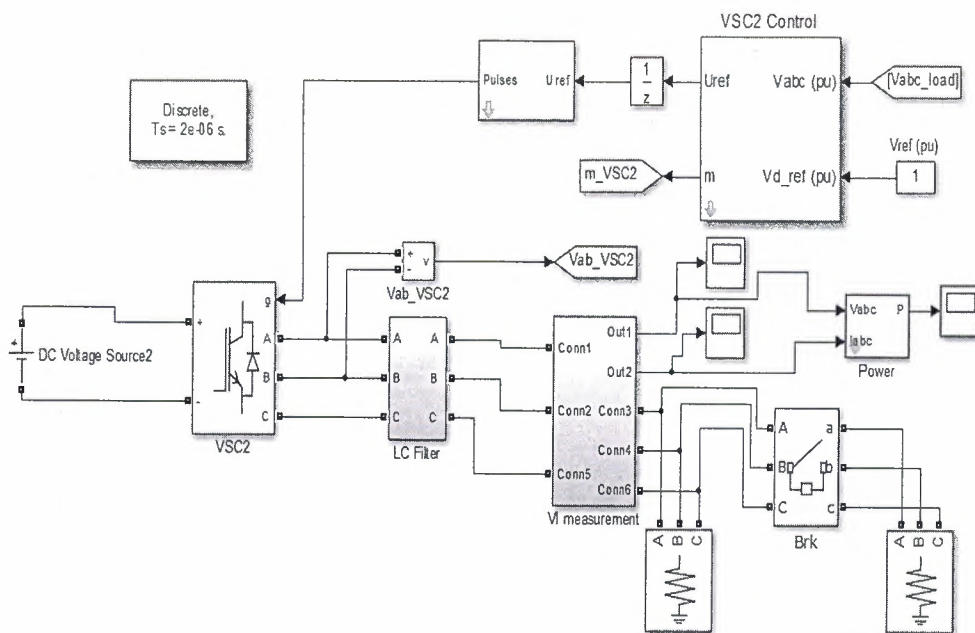 VSC2 Control
Discrete,
Ts= 2e-06 s.
Pulses
Uref
1
z
Uref
Vabc (pu)
[Vabc_load]
Vref (pu)
m_VSC2
m
Vd_ref (pu)
1
+
-
v
Vab_VSC2
Vab_VSC2
g
+
DC Voltage Source2
+
-
A
B
C
VSC2
A
B
C
A
B
C
LC Filter
Conn1
Conn2
Conn5
Out1
Out2
Conn3
Conn4
Conn6
VI measurement
Vabc
Iabc
P
Power
A
B
C
a
b
c
Brk
A
B
C
A
B
C